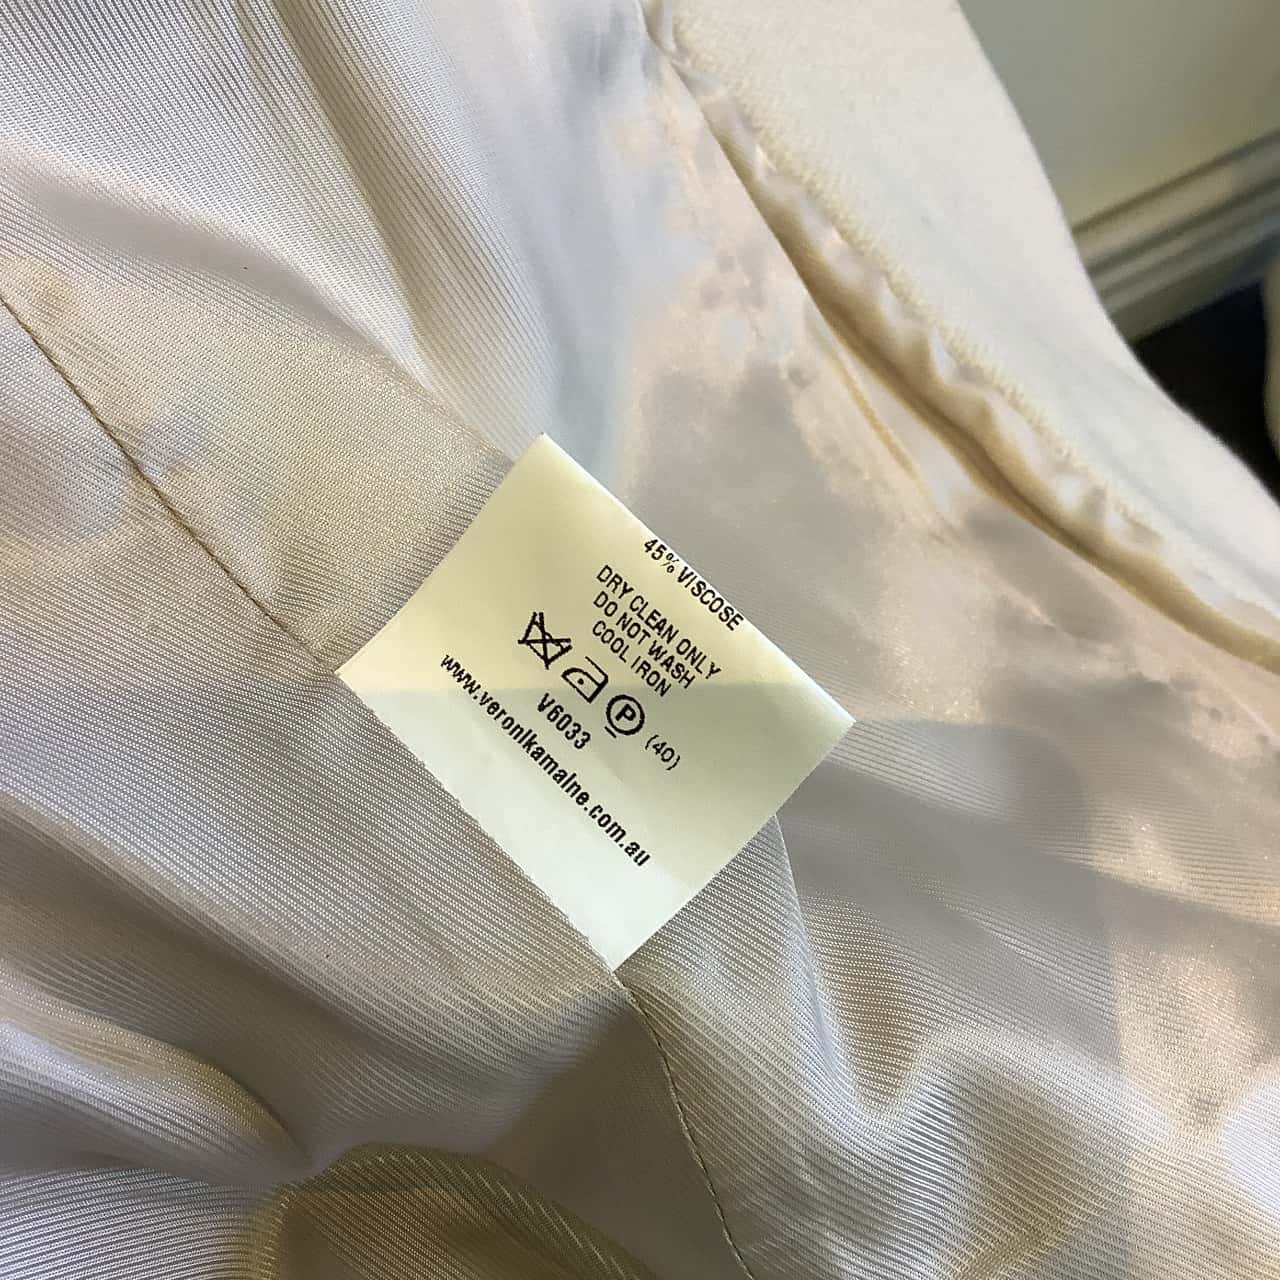 45% VISCOSE
DRY CLEAN ONLY
DO NOT WASH
COOL IRON
P (40)
V6033
www.veronikamaine.com.au